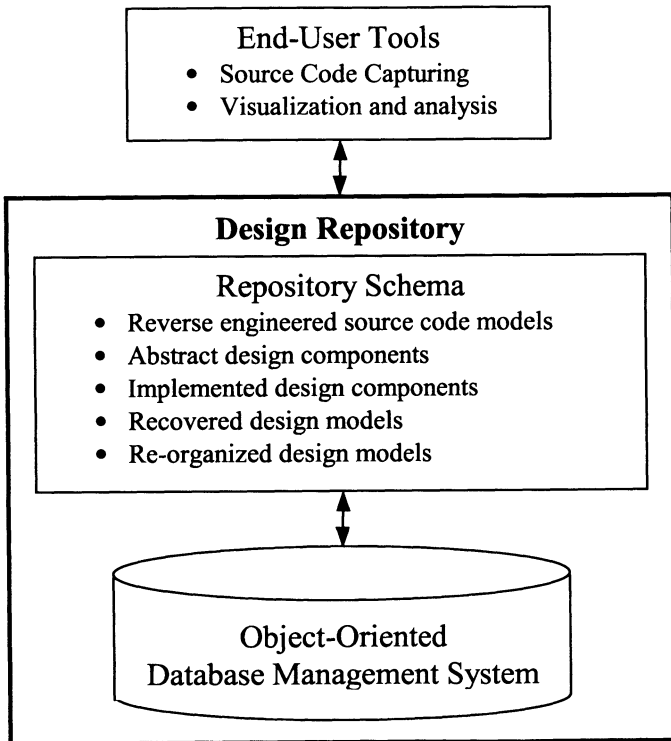 End-User Tools
• Source Code Capturing
• Visualization and analysis
Design Repository
Repository Schema
• Reverse engineered source code models
• Abstract design components
• Implemented design components
• Recovered design models
• Re-organized design models
Object-Oriented
Database Management System